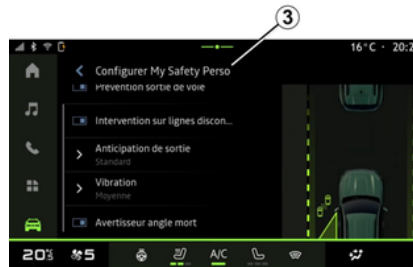 3
16°C · 20:2
Configurer My Safety Perso
Prévention sortie de voie
Intervention sur lignes discon...
Anticipation de sortie
Standard
Vibration
Moyenne
Avertisseur angle mort
20°5 5 A/C